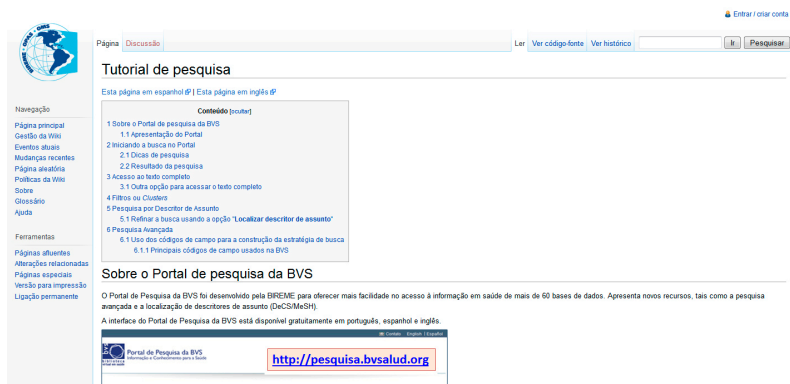 Entrar / criar conta
BIREME - OPAS - OMS
Página Discussão Ler Ver código-fonte Ver histórico Ir Pesquisar
Tutorial de pesquisa
Esta página em espanhol | Esta página em inglês
Navegação
Página principal
Gestão da Wiki
Eventos atuais
Mudanças recentes
Página aleatória
Políticas da Wiki
Sobre
Glossário
Ajuda
Ferramentas
Páginas afluentes
Alterações relacionadas
Páginas especiais
Versão para impressão
Ligação permanente
Conteúdo [ocultar]
1 Sobre o Portal de pesquisa da BVS
1.1 Apresentação do Portal
2 Iniciando a busca no Portal
2.1 Dicas de pesquisa
2.2 Resultado da pesquisa
3 Acesso ao texto completo
3.1 Outra opção para acessar o texto completo
4 Filtros ou Clusters
5 Pesquisa por Descritor de Assunto
5.1 Refinar a busca usando a opção "Localizar descritor de assunto"
6 Pesquisa Avançada
6.1 Uso dos códigos de campo para a construção da estratégia de busca
6.1.1 Principais códigos de campo usados na BVS
Sobre o Portal de pesquisa da BVS
O Portal de Pesquisa da BVS foi desenvolvido pela BIREME para oferecer mais facilidade no acesso à informação em saúde de mais de 60 bases de dados. Apresenta novos recursos, tais como a pesquisa
avançada e a localização de descritores de assunto (DeCS/MeSH).
A interface do Portal de Pesquisa da BVS está disponível gratuitamente em português, espanhol e inglês.
Contato English | Español
bvs
Portal de Pesquisa da BVS
Informação e Conhecimento para a Saúde
http://pesquisa.bvsalud.org